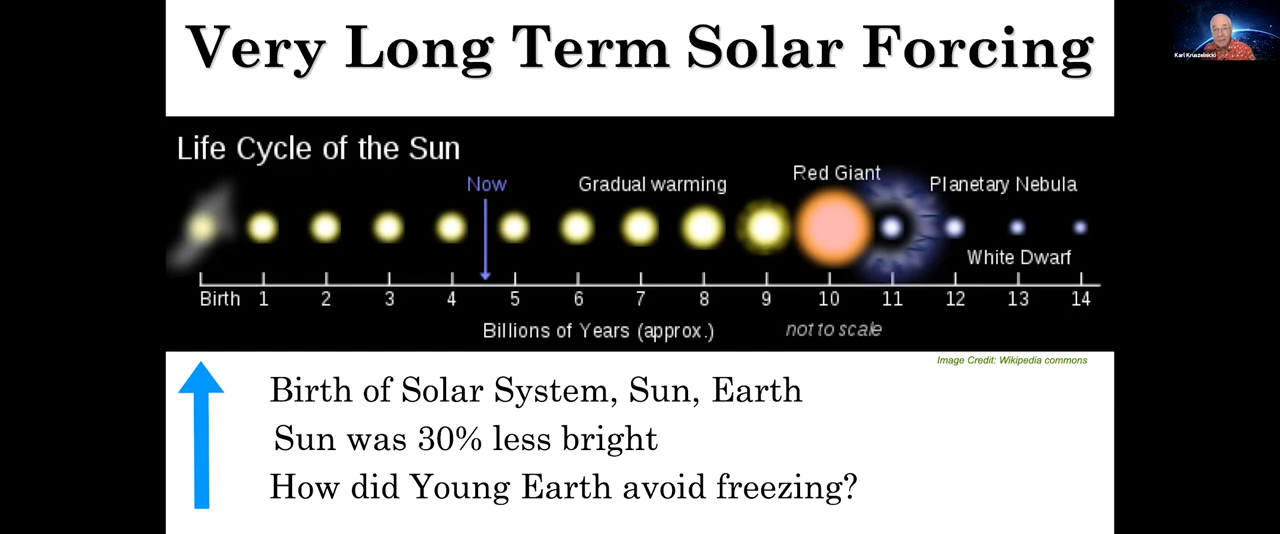 Very Long Term Solar Forcing
Karl Kruszelnicki
Life Cycle of the Sun
Now
Gradual warming
Red Giant
Planetary Nebula
White Dwarf
Birth 1 2 3 4 5 6 7 8 9 10 11 12 13 14
Billions of Years (approx.)
not to scale
Image Credit: Wikipedia commons
Birth of Solar System, Sun, Earth
Sun was 30% less bright
How did Young Earth avoid freezing?